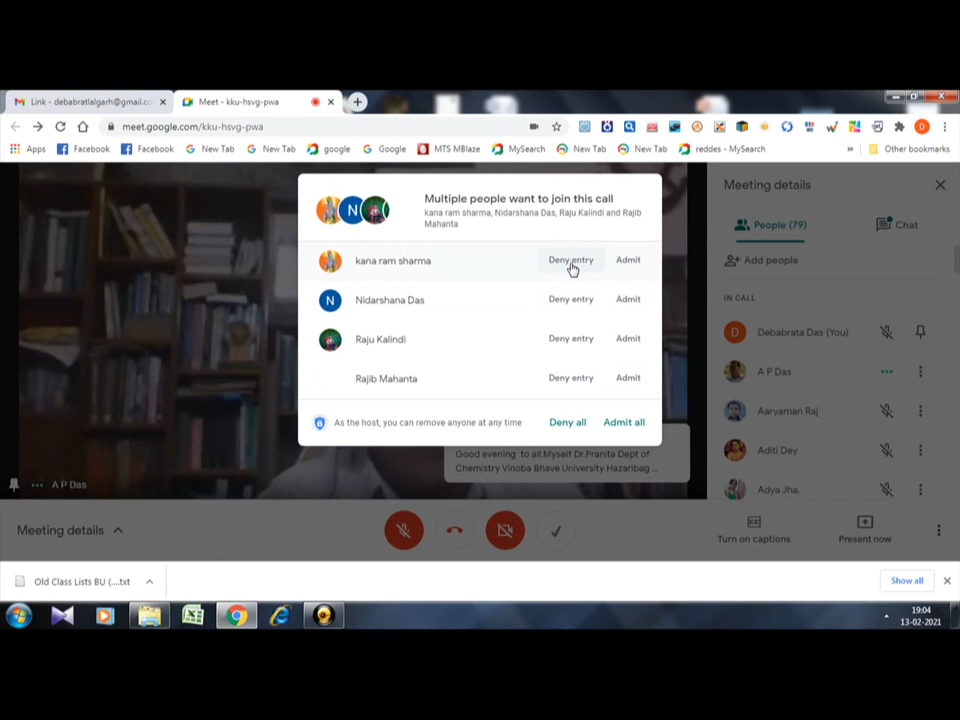 Link - debabratlalgarh@gmail.co
Meet - kku-hsvg-pwa
meet.google.com/kku-hsvg-pwa
D
Apps Facebook Facebook New Tab New Tab google Google MTS MBlaze MySearch New Tab New Tab reddes - MySearch » Other bookmarks
Meeting details
People (79) Chat
Add people
IN CALL
D Debabrata Das (You)
A P Das
Aaryaman Raj
Aditi Dey
Adya Jha.
N
Multiple people want to join this call
kana ram sharma, Nidarshana Das, Raju Kalindi and Rajib
Mahanta
kana ram sharma Deny entry Admit
N Nidarshana Das Deny entry Admit
Raju Kalindi Deny entry Admit
Rajib Mahanta Deny entry Admit
As the host, you can remove anyone at any time Deny all Admit all
Good evening to all.Myself Dr.Pranita Dept of
Chemistry Vinoba Bhave University Hazaribag ...
A P Das
Meeting details
Turn on captions Present now
Old Class Lists BU (....txt
Show all
19:04
13-02-2021